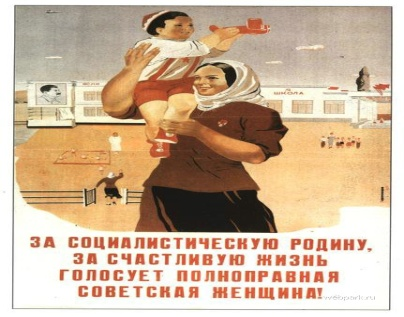 ШКОЛА
ЗА СОЦИАЛИСТИЧЕСКУЮ РОДИНУ,
ЗА СЧАСТЛИВУЮ ЖИЗНЬ
ГОЛОСУЕТ ПОЛНОПРАВНАЯ
СОВЕТСКАЯ ЖЕНЩИНА!